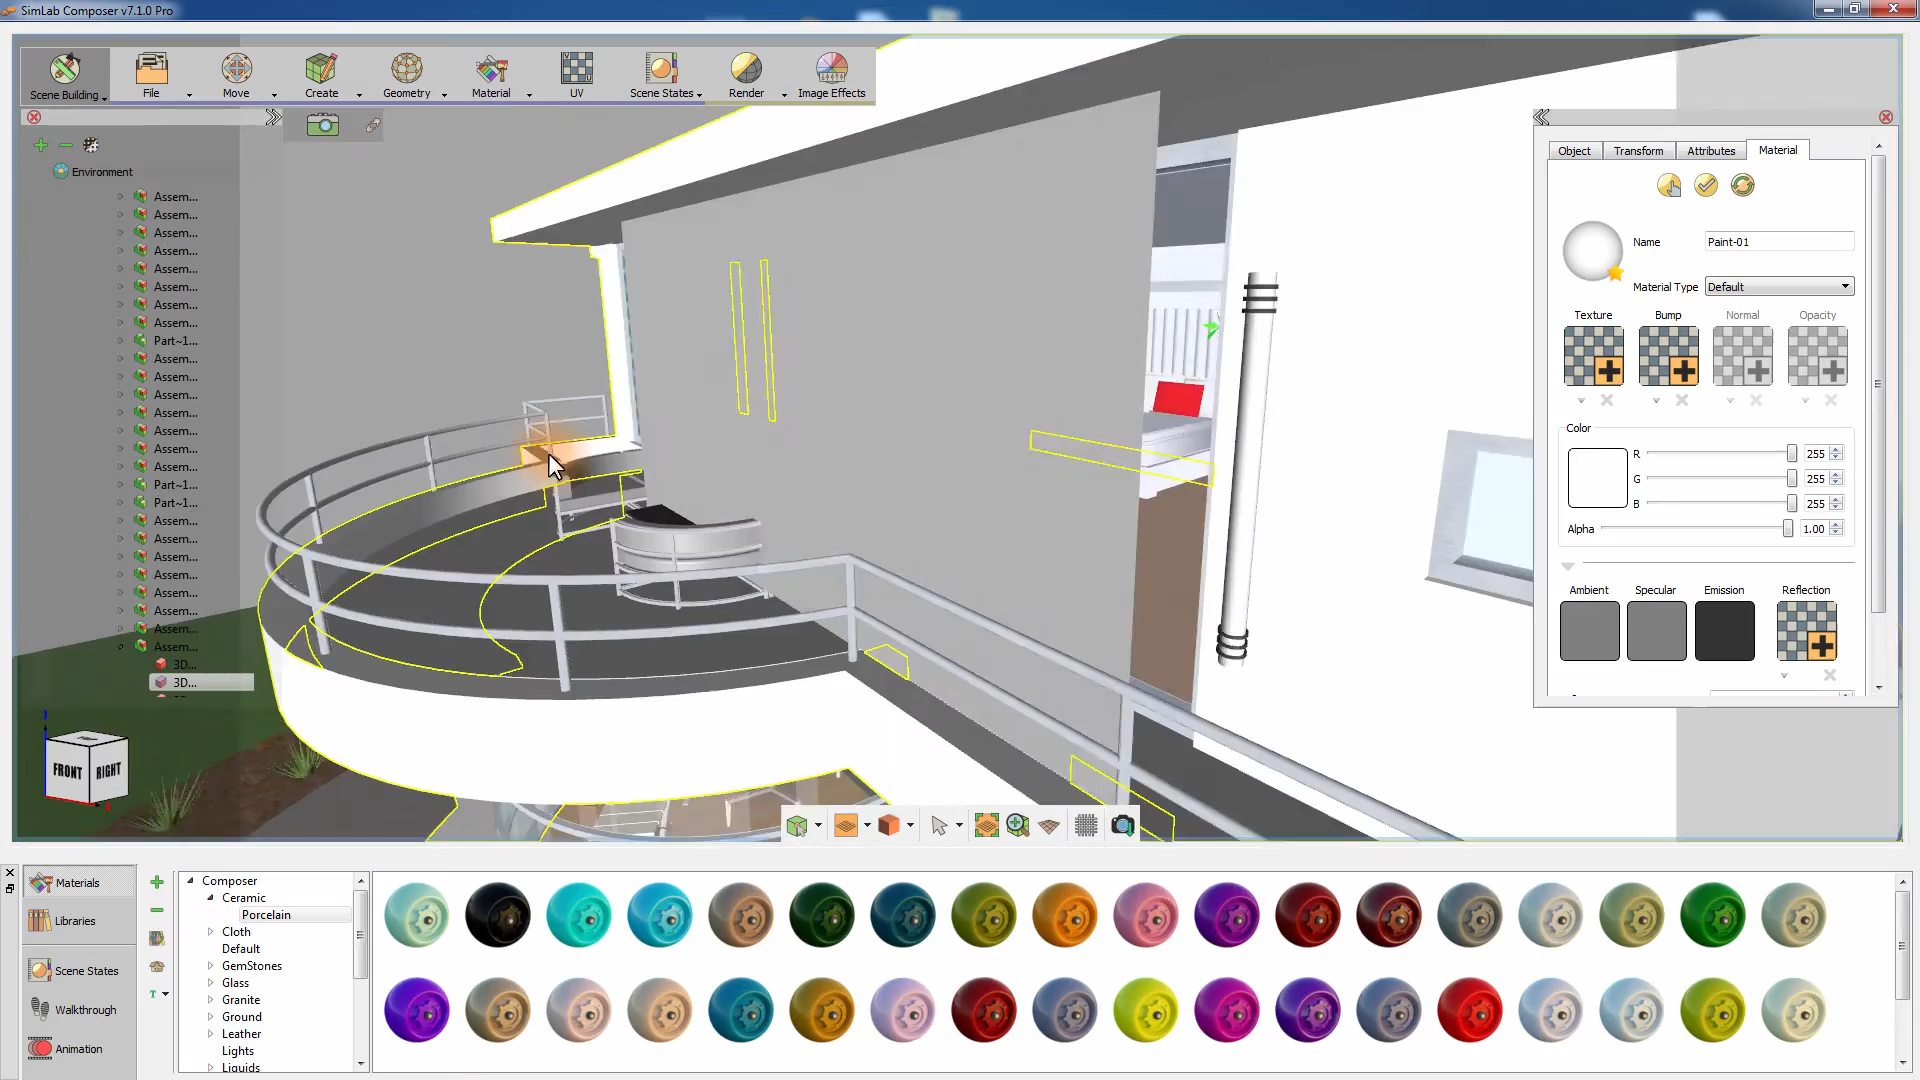 SimLab Composer v7.1.0 Pro
Scene Building
File
Move
Create
Geometry
Material
UV
Scene States
Render
Image Effects
Environment
Assem...
Assem...
Assem...
Assem...
Assem...
Assem...
Assem...
Assem...
Part~1...
Assem...
Assem...
Assem...
Assem...
Assem...
Assem...
Assem...
Part~1...
Part~1...
Assem...
Assem...
Assem...
Assem...
Assem...
Assem...
Assem...
Assem...
3D...
3D...
FRONT
RIGHT
Object
Transform
Attributes
Material
Name
Paint-01
Material Type
Default
Texture
Bump
Normal
Opacity
Color
R
255
G
255
B
255
Alpha
1.00
Ambient
Specular
Emission
Reflection
Materials
Libraries
Scene States
Walkthrough
Animation
T
Composer
Ceramic
Porcelain
Cloth
Default
GemStones
Glass
Granite
Ground
Leather
Lights
Liquids